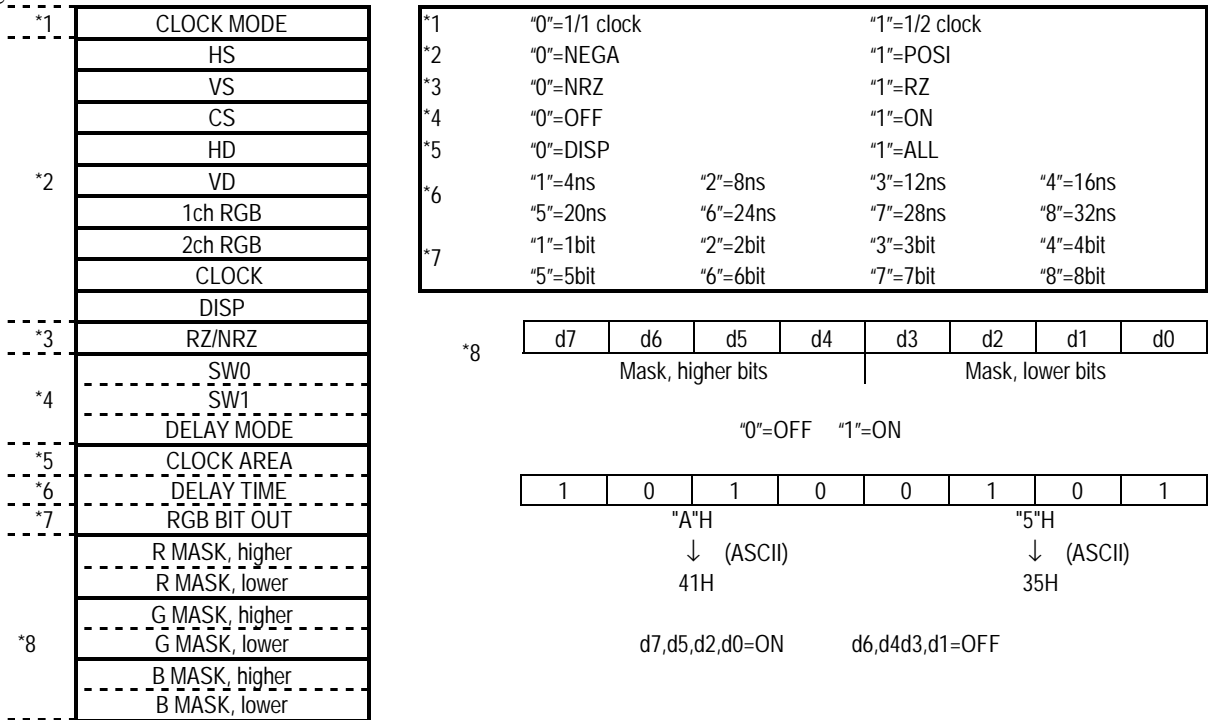 *1 CLOCK MODE
HS
VS
CS
HD
*2 VD
1ch RGB
2ch RGB
CLOCK
DISP
*3 RZ/NRZ
SW0
*4 SW1
DELAY MODE
*5 CLOCK AREA
*6 DELAY TIME
*7 RGB BIT OUT
R MASK, higher
R MASK, lower
G MASK, higher
*8 G MASK, lower
B MASK, higher
B MASK, lower
*1 “0”=1/1 clock “1”=1/2 clock
*2 “0”=NEGA “1”=POSI
*3 “0”=NRZ “1”=RZ
*4 “0”=OFF “1”=ON
*5 “0”=DISP “1”=ALL
*6 “1”=4ns “2”=8ns “3”=12ns “4”=16ns
“5”=20ns “6”=24ns “7”=28ns “8”=32ns
*7 “1”=1bit “2”=2bit “3”=3bit “4”=4bit
“5”=5bit “6”=6bit “7”=7bit “8”=8bit
*8 d7 d6 d5 d4 d3 d2 d1 d0
Mask, higher bits Mask, lower bits
“0”=OFF “1”=ON
1 0 1 0 0 1 0 1
"A"H "5"H
↓ (ASCII) ↓ (ASCII)
41H 35H
d7,d5,d2,d0=ON d6,d4d3,d1=OFF